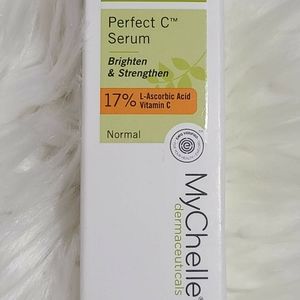 Perfect C™
Serum
Brighten
& Strengthen
17% L-Ascorbic Acid
Vitamin C
Normal
MyChelle®
dermaceuticals